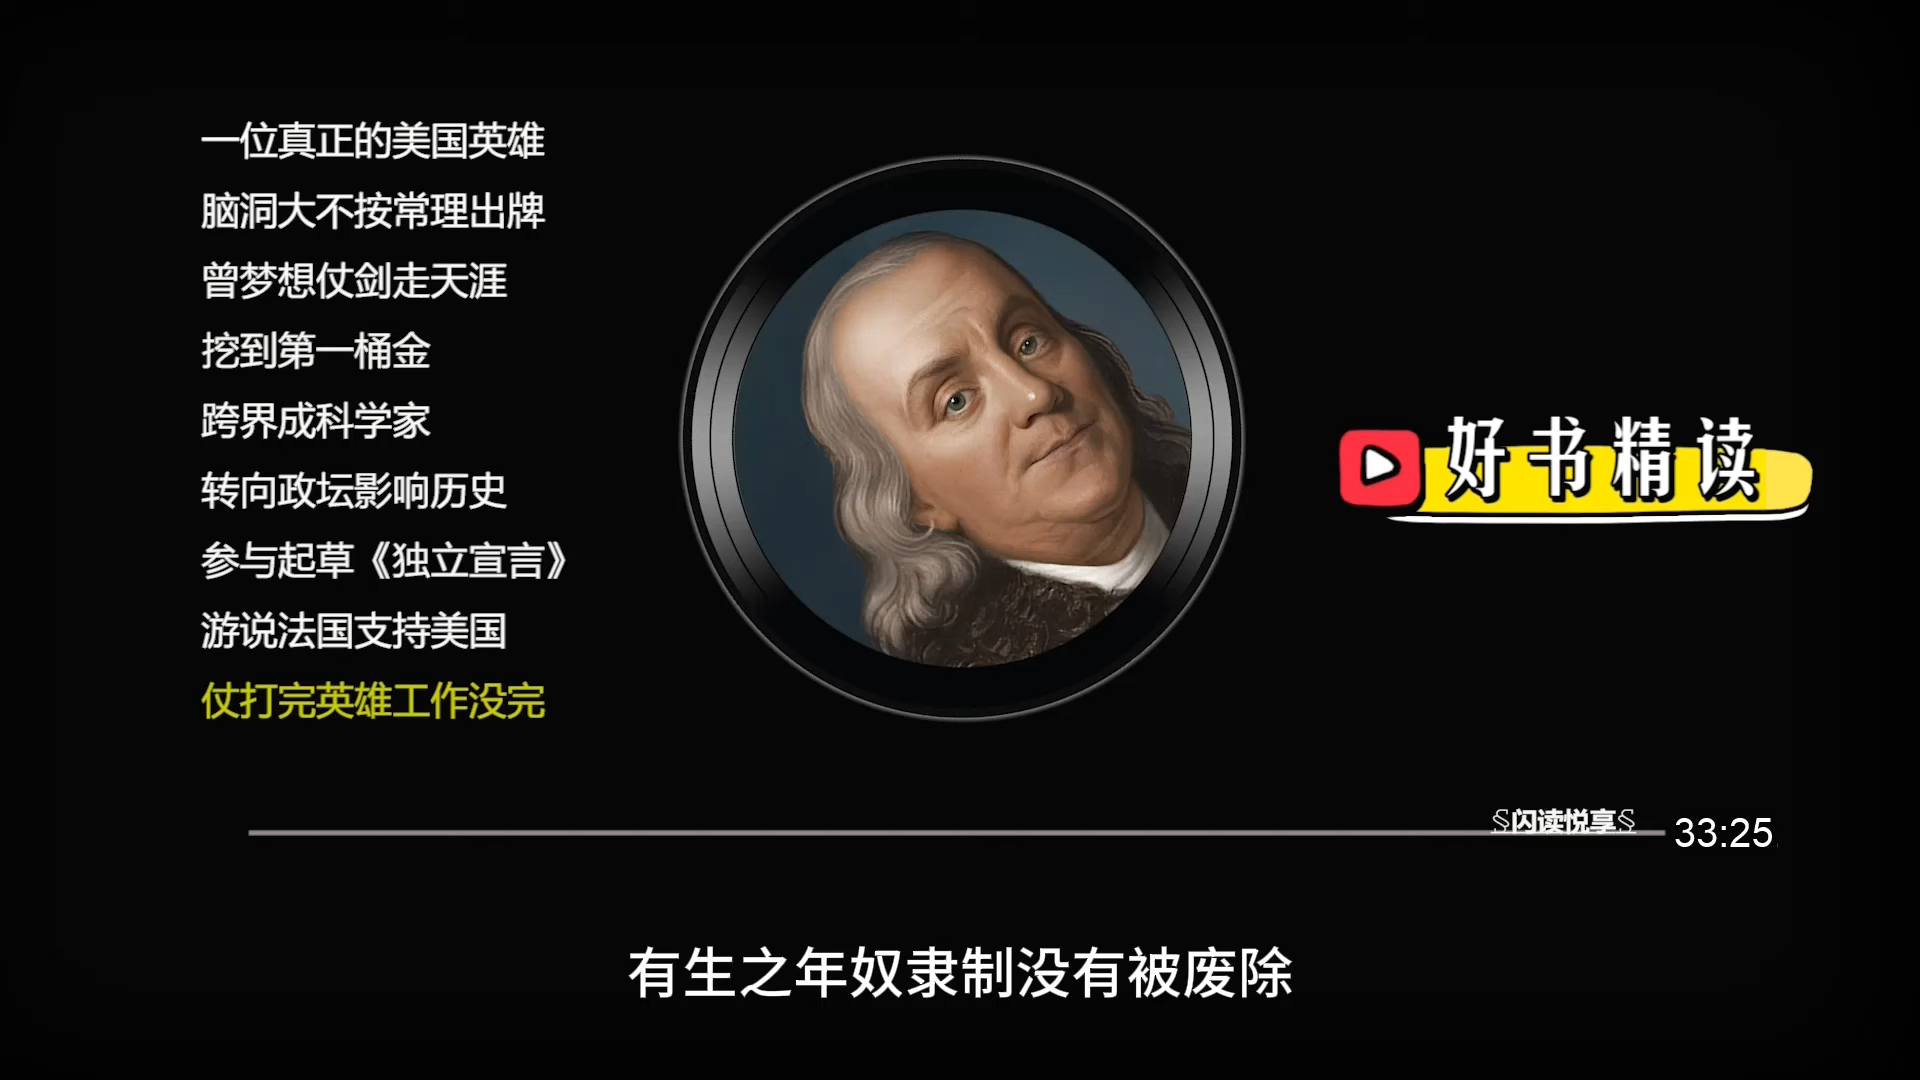 一位真正的美国英雄
脑洞大不按常理出牌
曾梦想仗剑走天涯
挖到第一桶金
跨界成科学家
转向政坛影响历史
参与起草《独立宣言》
游说法国支持美国
仗打完英雄工作没完
好书精读
§闪读悦享§
33:25
有生之年奴隶制没有被废除